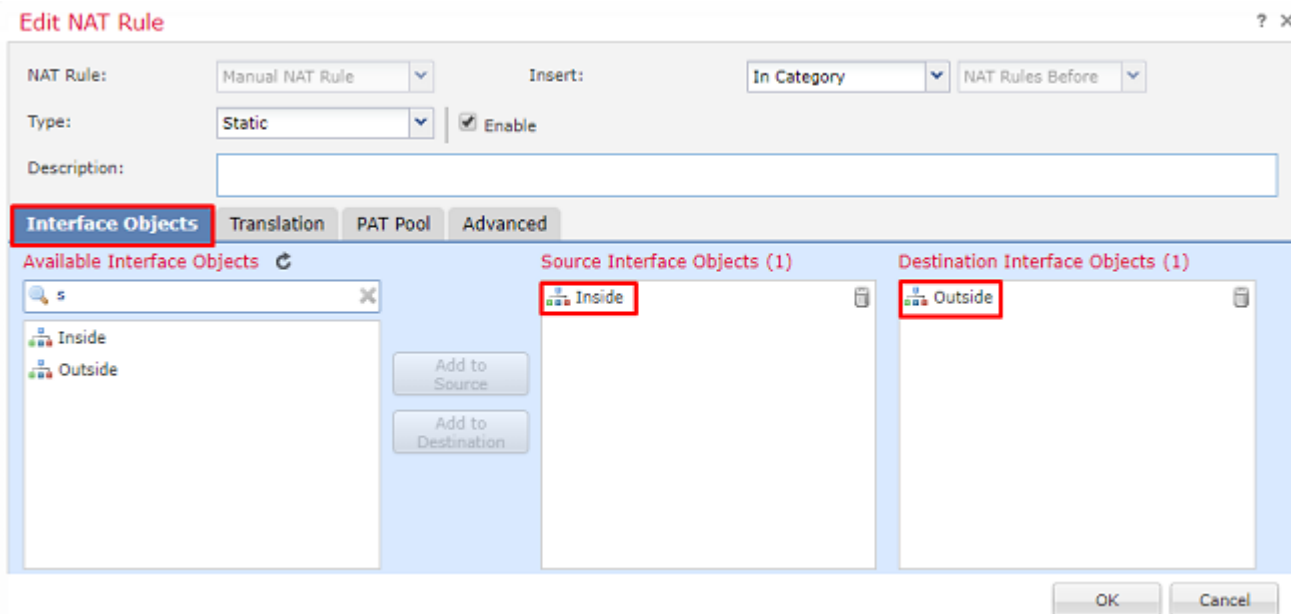 Edit NAT Rule ? X
NAT Rule: Manual NAT Rule Insert: In Category NAT Rules Before
Type: Static Enable
Description:
Interface Objects Translation PAT Pool Advanced
Available Interface Objects Source Interface Objects (1) Destination Interface Objects (1)
s Inside Outside
Inside
Outside
Add to
Source
Add to
Destination
OK Cancel